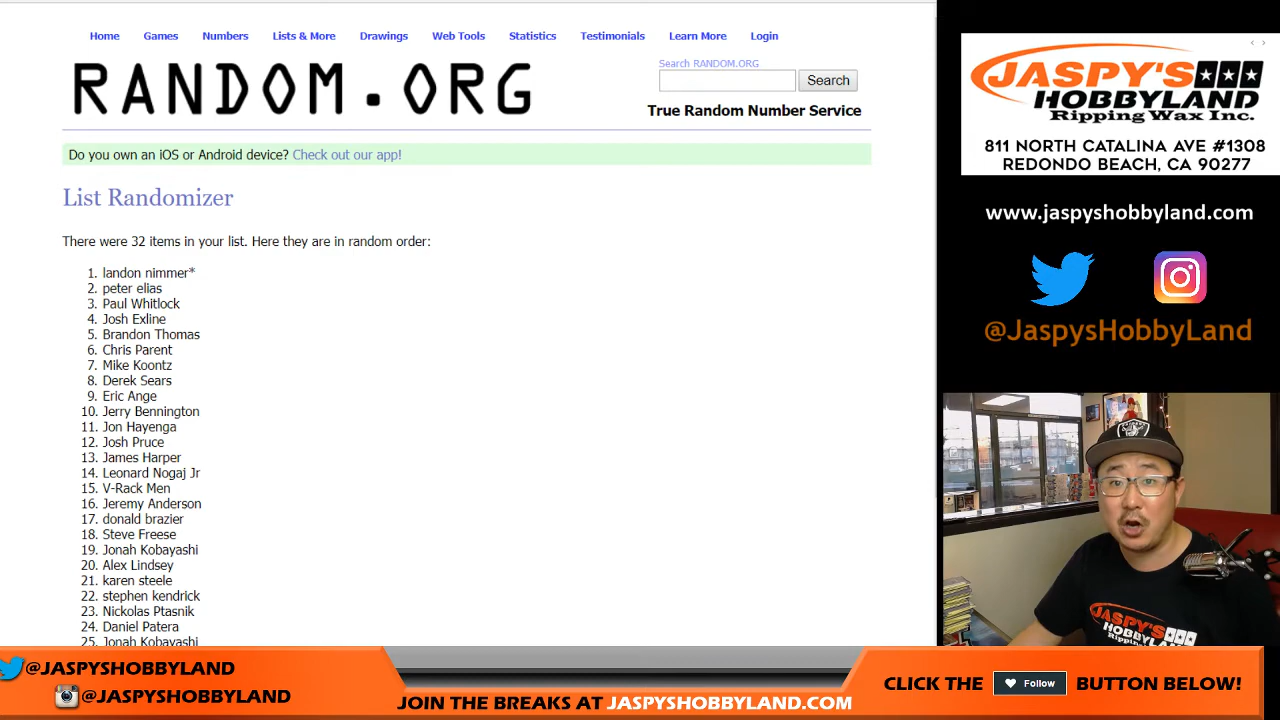 Home Games Numbers Lists & More Drawings Web Tools Statistics Testimonials Learn More Login
RANDOM.ORG
Search RANDOM.ORG
Search
True Random Number Service
Do you own an iOS or Android device? Check out our app!
List Randomizer
There were 32 items in your list. Here they are in random order:
1. landon nimmer*
2. peter elias
3. Paul Whitlock
4. Josh Exline
5. Brandon Thomas
6. Chris Parent
7. Mike Koontz
8. Derek Sears
9. Eric Ange
10. Jerry Bennington
11. Jon Hayenga
12. Josh Pruce
13. James Harper
14. Leonard Nogaj Jr
15. V-Rack Men
16. Jeremy Anderson
17. donald brazier
18. Steve Freese
19. Jonah Kobayashi
20. Alex Lindsey
21. karen steele
22. stephen kendrick
23. Nickolas Ptasnik
24. Daniel Patera
25. Jonah Kobayashi
JASPY'S
HOBBYLAND
Ripping Wax Inc.
811 NORTH CATALINA AVE #1308
REDONDO BEACH, CA 90277
www.jaspyshobbyland.com
@JaspysHobbyLand
JASPY'S
HOBBYLAND
@JASPYSHOBBYLAND
@JASPYSHOBBYLAND
JOIN THE BREAKS AT JASPYSHOBBYLAND.COM
CLICK THE Follow BUTTON BELOW!